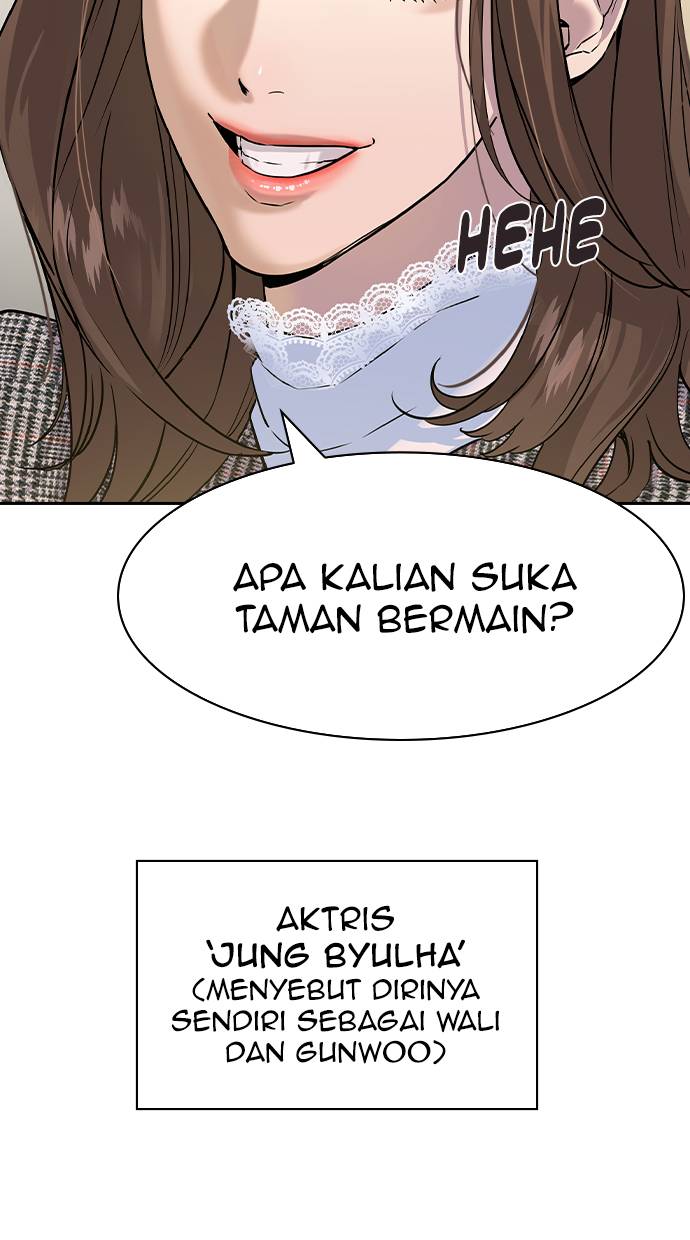 HEHE
APA KALIAN SUKA
TAMAN BERMAIN?
AKTRIS
'JUNG BYULHA'
(MENYEBUT DIRINYA
SENDIRI SEBAGAI WALI
DAN GUNWOO)